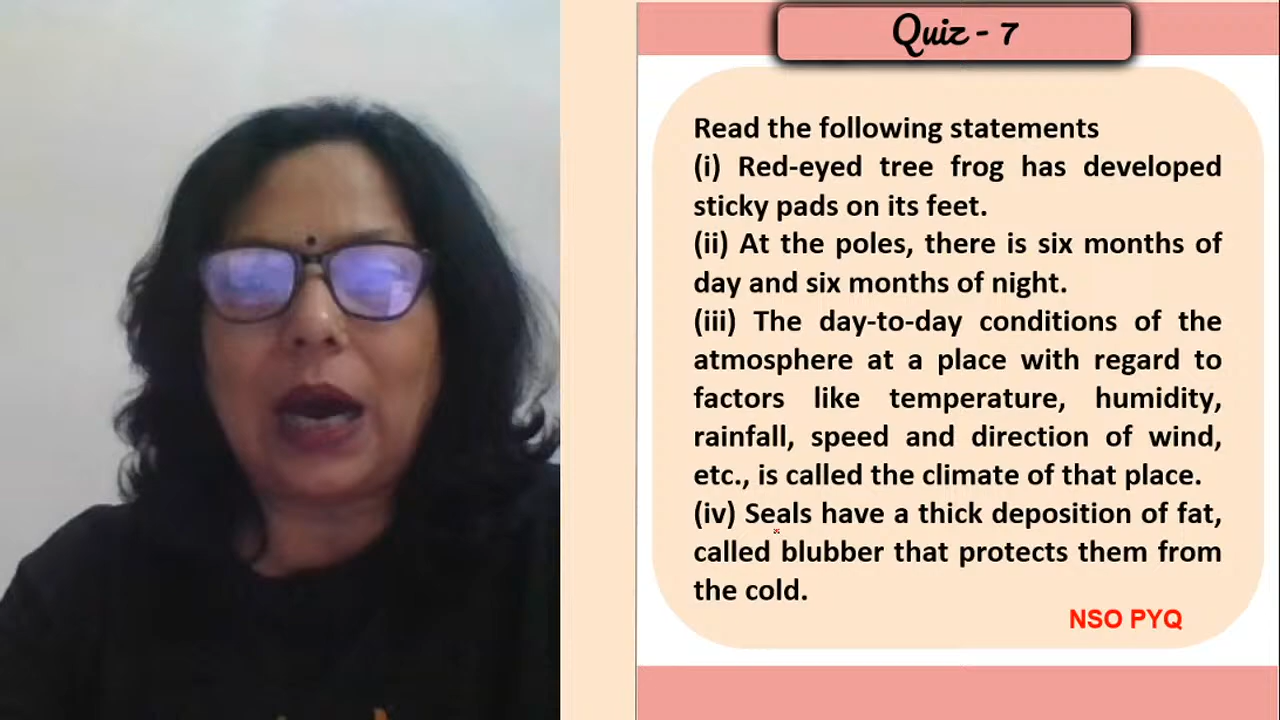 Quiz - 7
Read the following statements
(i) Red-eyed tree frog has developed
sticky pads on its feet.
(ii) At the poles, there is six months of
day and six months of night.
(iii) The day-to-day conditions of the
atmosphere at a place with regard to
factors like temperature, humidity,
rainfall, speed and direction of wind,
etc., is called the climate of that place.
(iv) Seals have a thick deposition of fat,
called blubber that protects them from
the cold.
NSO PYQ